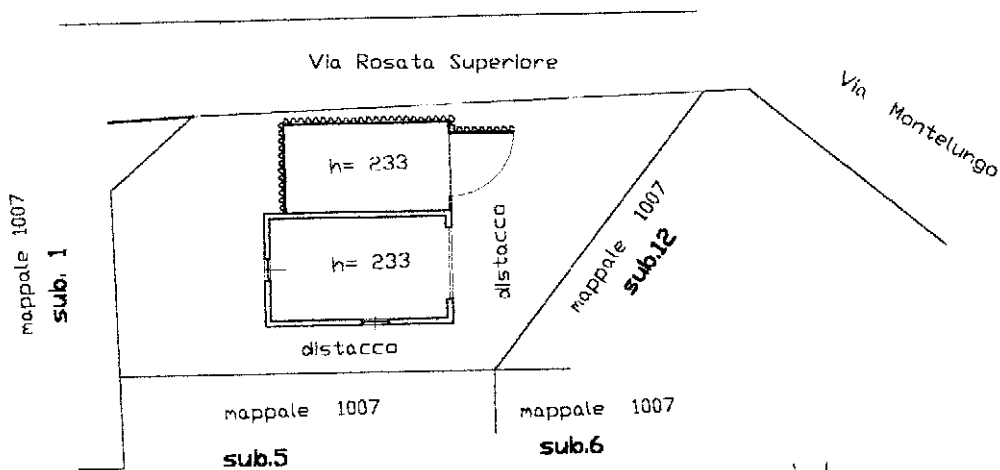 Via Rosata Superiore
Via Montelungo
h= 233
mappale 1007
sub. 1
h= 233
distacco
mappale 1007
sub.12
distacco
mappale 1007
sub.5
mappale 1007
sub.6